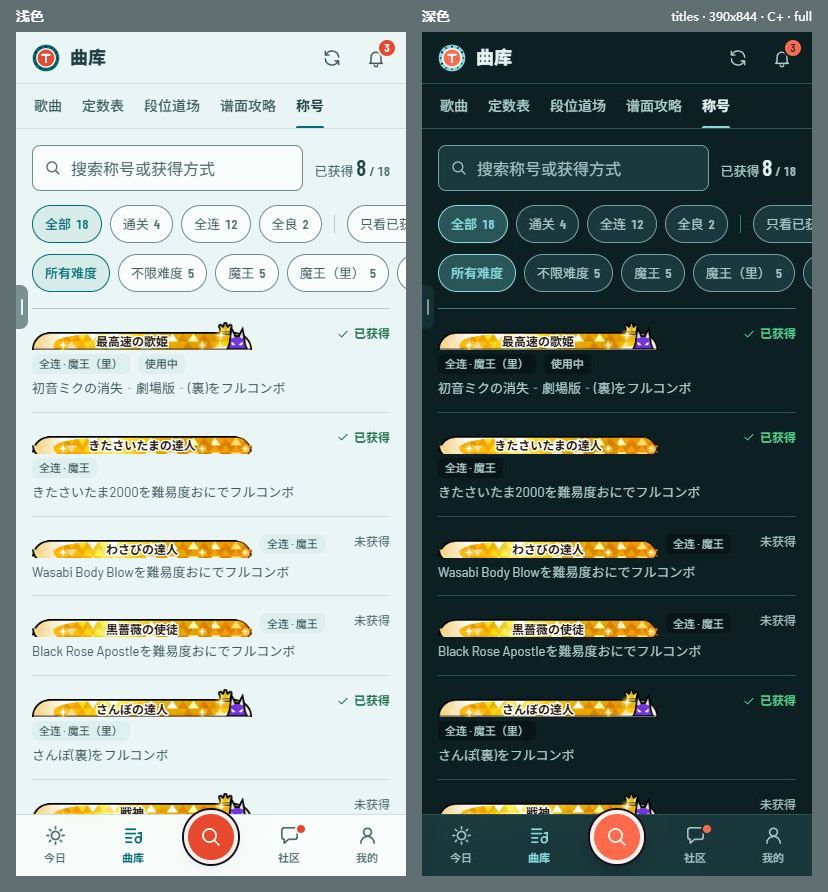 浅色
T 曲库 3
歌曲 定数表 段位道场 谱面攻略 称号
搜索称号或获得方式 已获得 8 / 18
全部 18 通关 4 全连 12 全良 2 只看已获
所有难度 不限难度 5 魔王 5 魔王（里） 5
最高速の歌姫 已获得
全连 · 魔王（里） 使用中
初音ミクの消失‐劇場版‐(裏)をフルコンボ
きたさいたまの達人 已获得
全连 · 魔王
きたさいたま2000を難易度おにでフルコンボ
わさびの達人 全连 · 魔王 未获得
Wasabi Body Blowを難易度おにでフルコンボ
黒薔薇の使徒 全连 · 魔王 未获得
Black Rose Apostleを難易度おにでフルコンボ
さんぽの達人 已获得
全连 · 魔王（里）
さんぽ(裏)をフルコンボ
戦神 未获得
今日 曲库 社区 我的
深色 titles · 390x844 · C+ · full
T 曲库 3
歌曲 定数表 段位道场 谱面攻略 称号
搜索称号或获得方式 已获得 8 / 18
全部 18 通关 4 全连 12 全良 2 只看已获
所有难度 不限难度 5 魔王 5 魔王（里） 5
最高速の歌姫 已获得
全连 · 魔王（里） 使用中
初音ミクの消失‐劇場版‐(裏)をフルコンボ
きたさいたまの達人 已获得
全连 · 魔王
きたさいたま2000を難易度おにでフルコンボ
わさびの達人 全连 · 魔王 未获得
Wasabi Body Blowを難易度おにでフルコンボ
黒薔薇の使徒 全连 · 魔王 未获得
Black Rose Apostleを難易度おにでフルコンボ
さんぽの達人 已获得
全连 · 魔王（里）
さんぽ(裏)をフルコンボ
戦神 未获得
今日 曲库 社区 我的